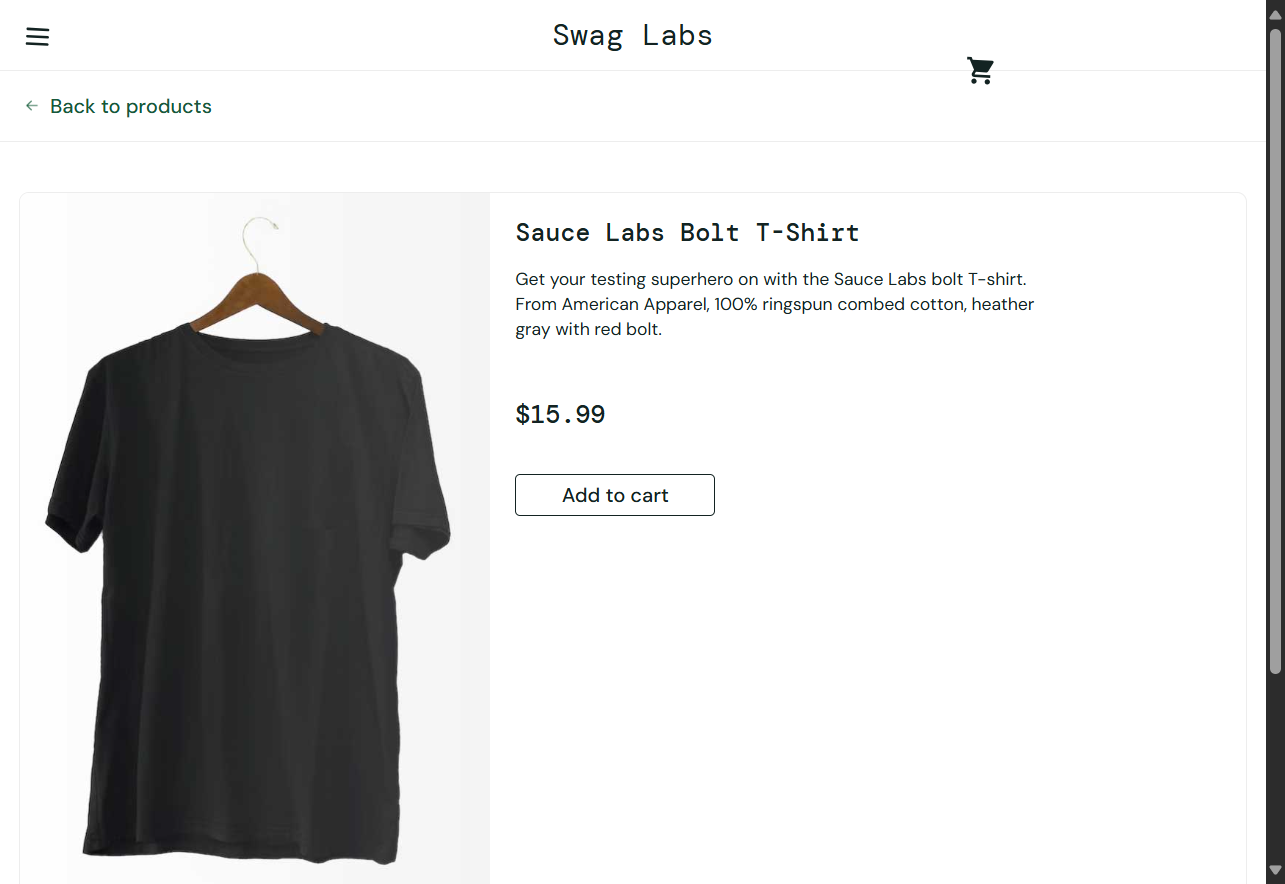 Swag Labs
Back to products
Sauce Labs Bolt T-Shirt
Get your testing superhero on with the Sauce Labs bolt T-shirt.
From American Apparel, 100% ringspun combed cotton, heather
gray with red bolt.
$15.99
Add to cart